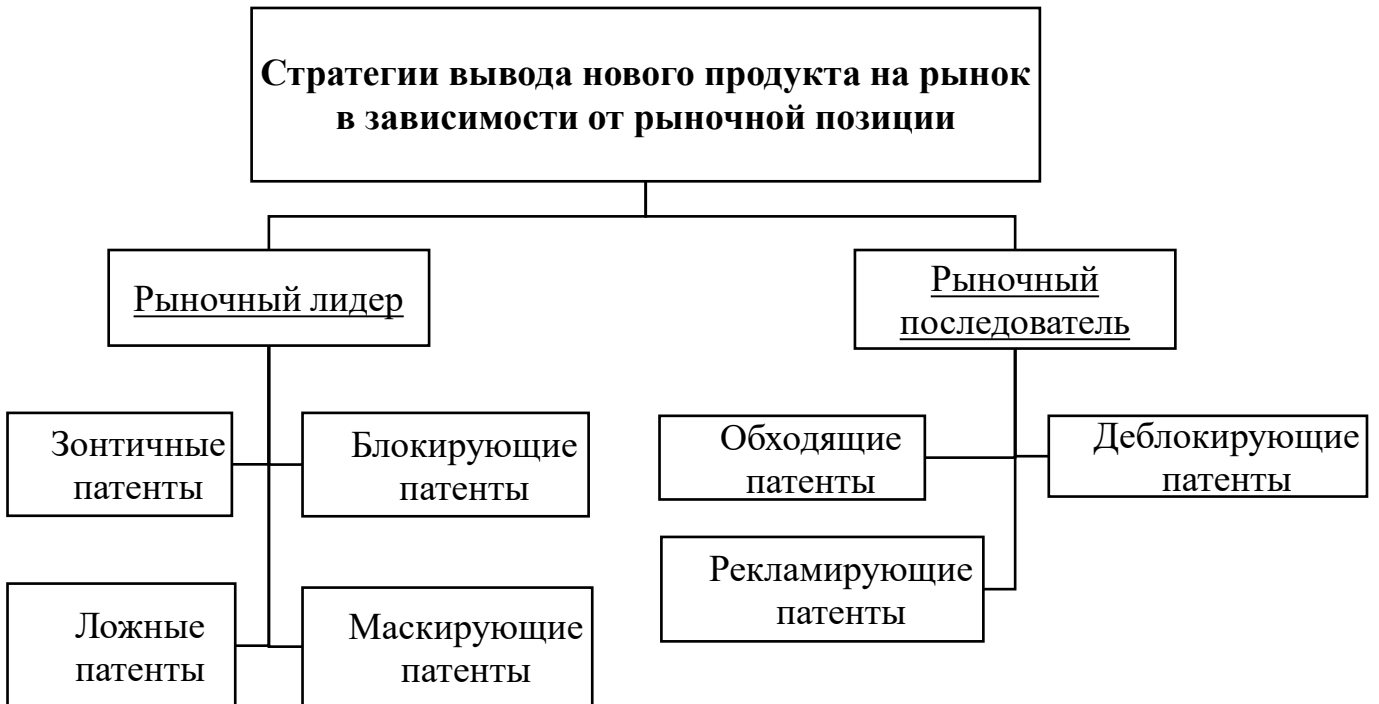 Стратегии вывода нового продукта на рынок
в зависимости от рыночной позиции
Рыночный лидер
Рыночный
последователь
Зонтичные
патенты
Блокирующие
патенты
Обходящие
патенты
Деблокирующие
патенты
Рекламирующие
патенты
Ложные
патенты
Маскирующие
патенты